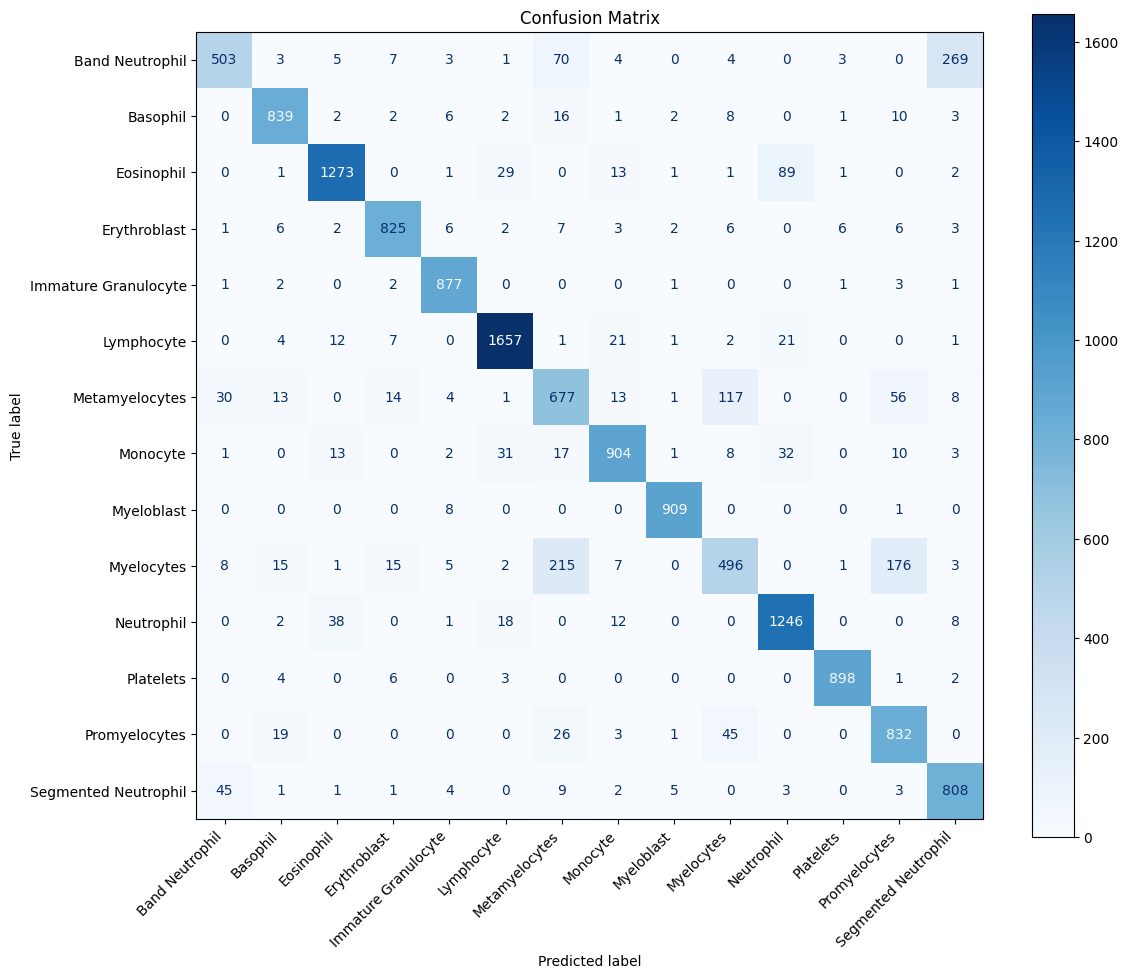 Confusion Matrix
Band Neutrophil 503 3 5 7 3 1 70 4 0 4 0 3 0 269
Basophil 0 839 2 2 6 2 16 1 2 8 0 1 10 3
Eosinophil 0 1 1273 0 1 29 0 13 1 1 89 1 0 2
Erythroblast 1 6 2 825 6 2 7 3 2 6 0 6 6 3
Immature Granulocyte 1 2 0 2 877 0 0 0 1 0 0 1 3 1
Lymphocyte 0 4 12 7 0 1657 1 21 1 2 21 0 0 1
Metamyelocytes 30 13 0 14 4 1 677 13 1 117 0 0 56 8
Monocyte 1 0 13 0 2 31 17 904 1 8 32 0 10 3
Myeloblast 0 0 0 0 8 0 0 0 909 0 0 0 1 0
Myelocytes 8 15 1 15 5 2 215 7 0 496 0 1 176 3
Neutrophil 0 2 38 0 1 18 0 12 0 0 1246 0 0 8
Platelets 0 4 0 6 0 3 0 0 0 0 0 898 1 2
Promyelocytes 0 19 0 0 0 0 26 3 1 45 0 0 832 0
Segmented Neutrophil 45 1 1 1 4 0 9 2 5 0 3 0 3 808
True label
Band Neutrophil
Basophil
Eosinophil
Erythroblast
Immature Granulocyte
Lymphocyte
Metamyelocytes
Monocyte
Myeloblast
Myelocytes
Neutrophil
Platelets
Promyelocytes
Segmented Neutrophil
Predicted label
1600
1400
1200
1000
800
600
400
200
0